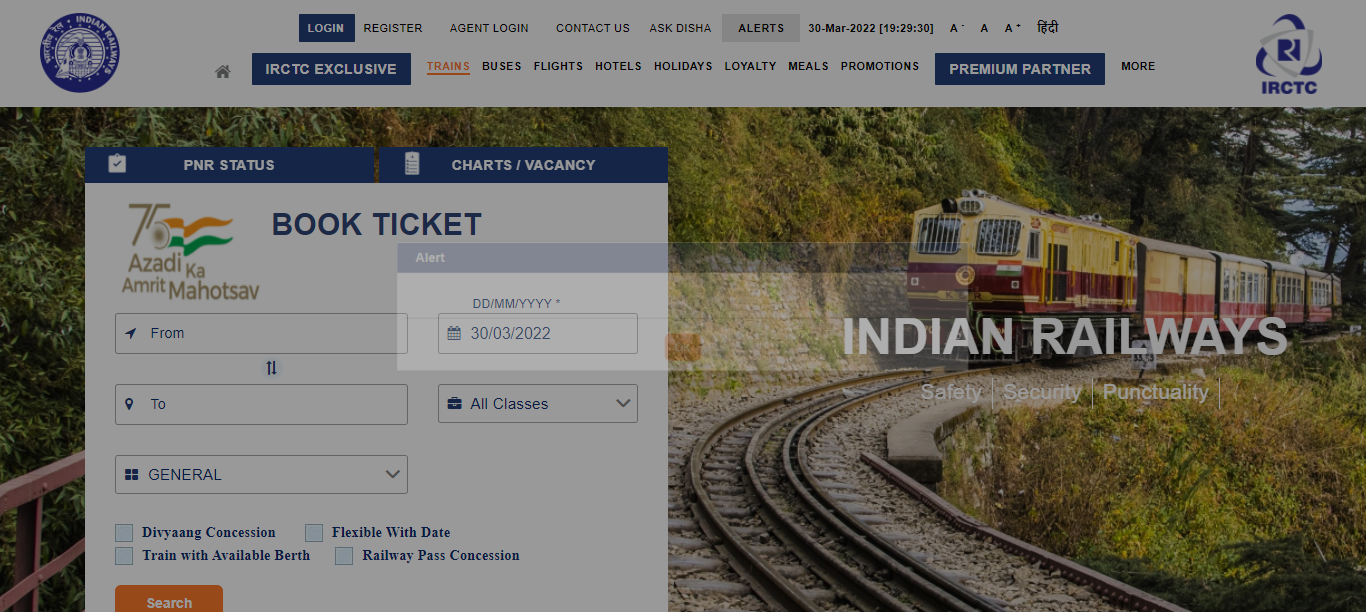 LOGIN REGISTER AGENT LOGIN CONTACT US ASK DISHA ALERTS 30-Mar-2022 [19:29:30] A - A A + हिंदी
IRCTC EXCLUSIVE TRAINS BUSES FLIGHTS HOTELS HOLIDAYS LOYALTY MEALS PROMOTIONS PREMIUM PARTNER MORE
भारतीय रेल INDIAN RAILWAYS
IRCTC
PNR STATUS CHARTS / VACANCY
75
Azadi Ka
Amrit Mahotsav
BOOK TICKET
Alert
DD/MM/YYYY *
From 30/03/2022
To All Classes
GENERAL
Divyaang Concession Flexible With Date
Train with Available Berth Railway Pass Concession
Search
INDIAN RAILWAYS
Safety Security Punctuality